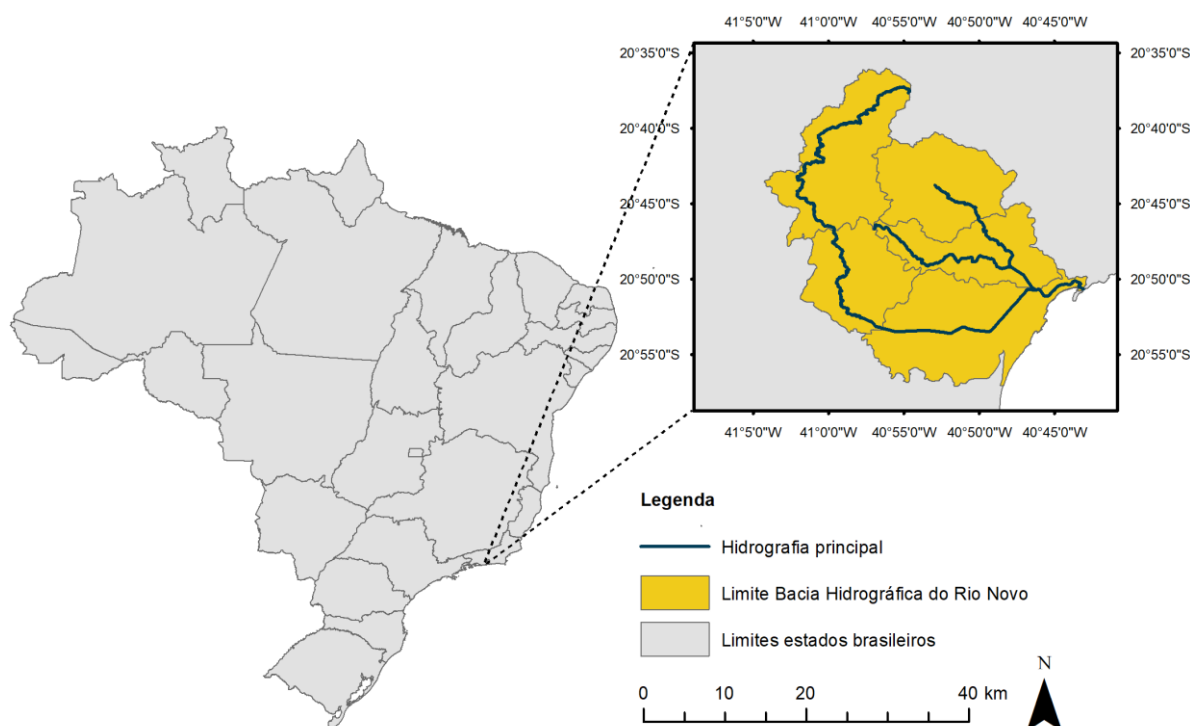 41°5'0"W 41°0'0"W 40°55'0"W 40°50'0"W 40°45'0"W
20°35'0"S 20°35'0"S
20°40'0"S 20°40'0"S
20°45'0"S 20°45'0"S
20°50'0"S 20°50'0"S
20°55'0"S 20°55'0"S
41°5'0"W 41°0'0"W 40°55'0"W 40°50'0"W 40°45'0"W
Legenda
Hidrografia principal
Limite Bacia Hidrográfica do Rio Novo
Limites estados brasileiros
N
0 10 20 40 km